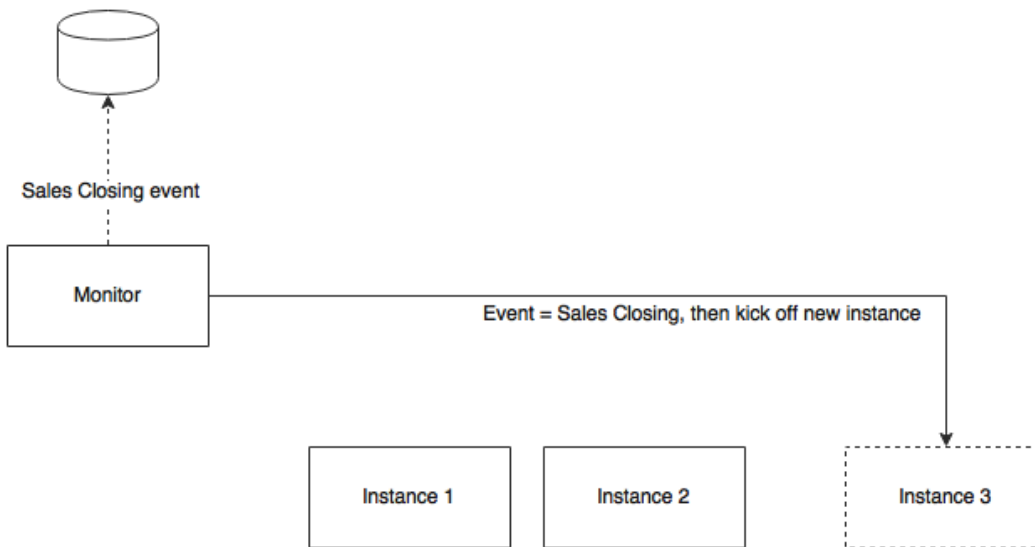 Sales Closing event
Monitor
Event = Sales Closing, then kick off new instance
Instance 1
Instance 2
Instance 3